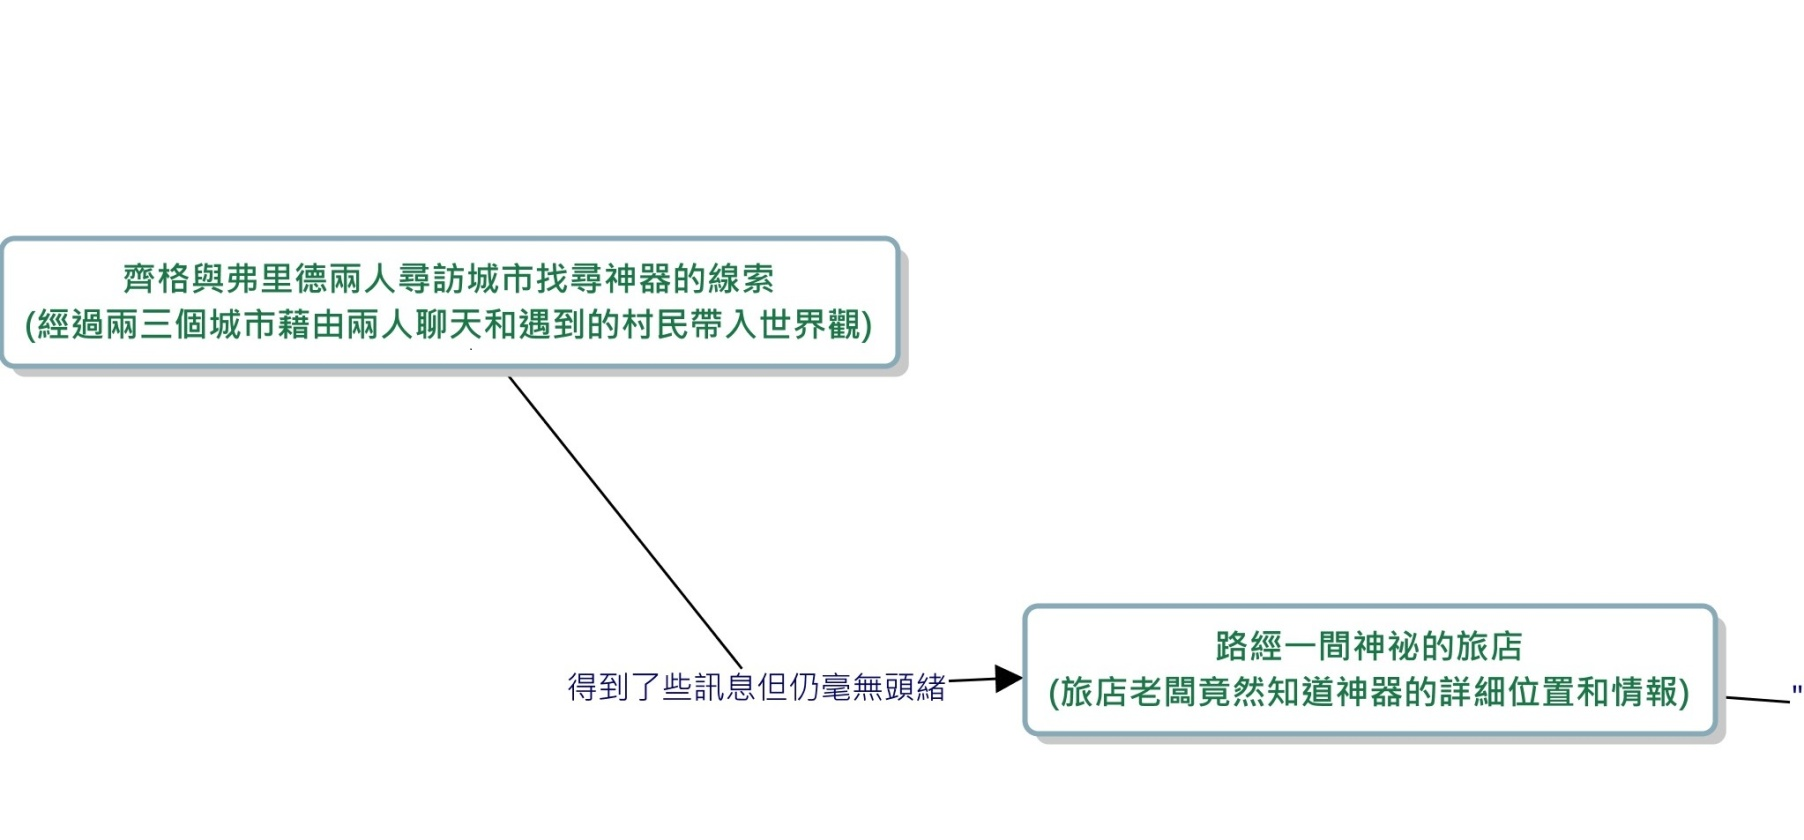 齊格與弗里德兩人尋訪城市找尋神器的線索
(經過兩三個城市藉由兩人聊天和遇到的村民帶入世界觀)
得到了些訊息但仍毫無頭緒
路經一間神祕的旅店
(旅店老闆竟然知道神器的詳細位置和情報)
"